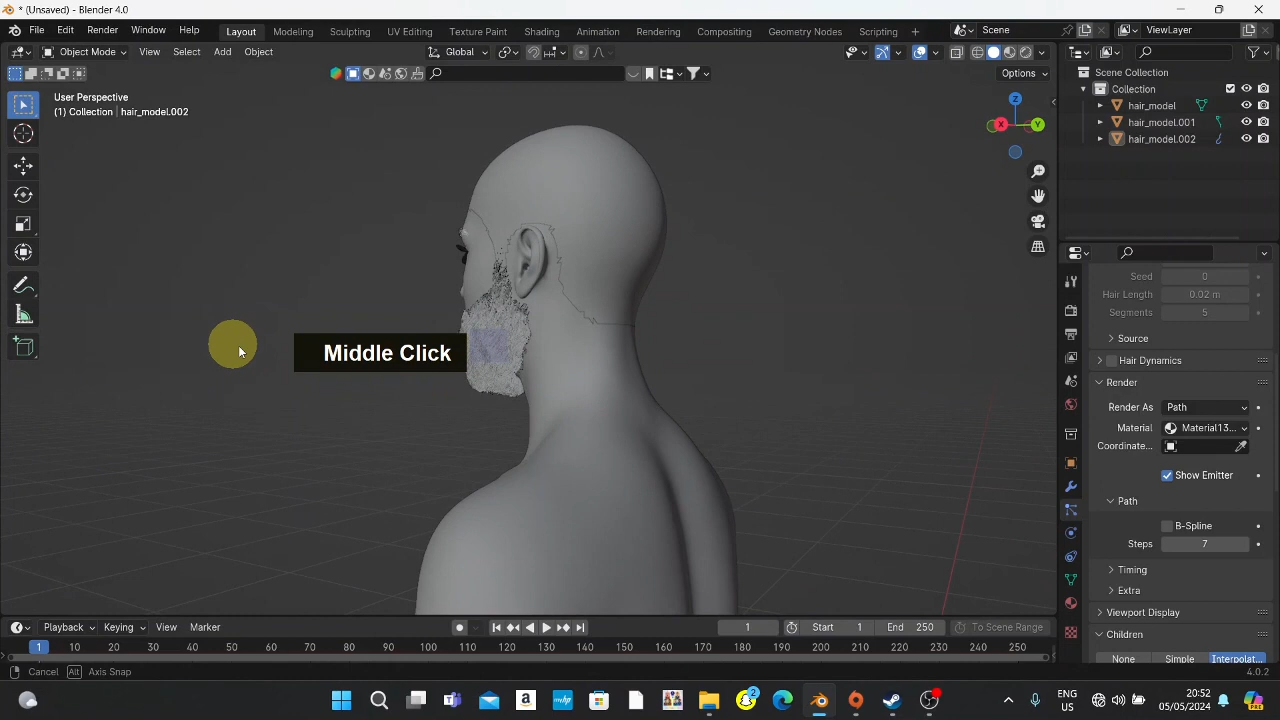 * (Unsaved) - Blender 4.0
File Edit Render Window Help Layout Modeling Sculpting UV Editing Texture Paint Shading Animation Rendering Compositing Geometry Nodes Scripting Scene ViewLayer
Object Mode View Select Add Object Global
Options
Scene Collection
Collection
hair_model
hair_model.001
hair_model.002
User Perspective
(1) Collection | hair_model.002
Z
X
Y
Middle Click
Seed 0
Hair Length 0.02 m
Segments 5
Source
Hair Dynamics
Render
Render As Path
Material Material13...
Coordinate...
Show Emitter
Path
B-Spline
Steps 7
Timing
Extra
Viewport Display
Children
None Simple Interpolat...
Playback Keying View Marker 1 Start 1 End 250 To Scene Range
1 10 20 30 40 50 60 70 80 90 100 110 120 130 140 150 160 170 180 190 200 210 220 230 240 250
Cancel Alt Axis Snap 4.0.2
2
ENG
US
20:52
05/05/2024
PRE